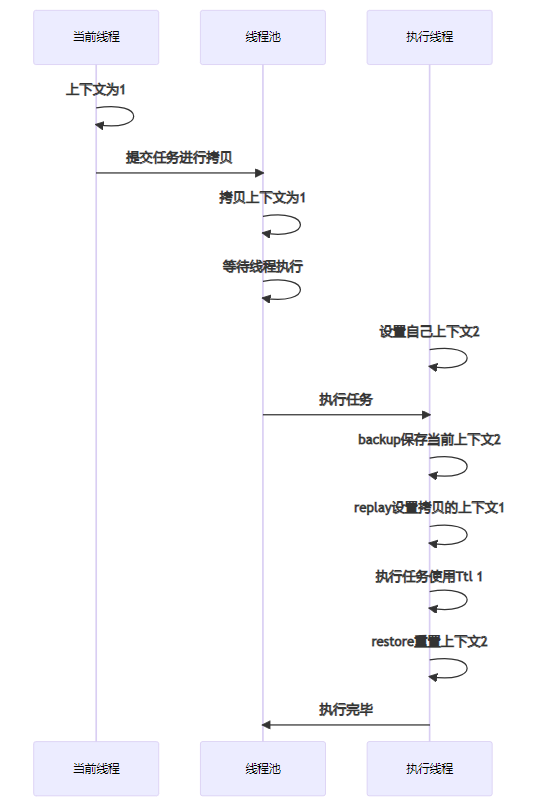 当前线程
线程池
执行线程
上下文为1
提交任务进行拷贝
拷贝上下文为1
等待线程执行
设置自己上下文2
执行任务
backup保存当前上下文2
replay设置拷贝的上下文1
执行任务使用Ttl 1
restore重置上下文2
执行完毕
当前线程
线程池
执行线程